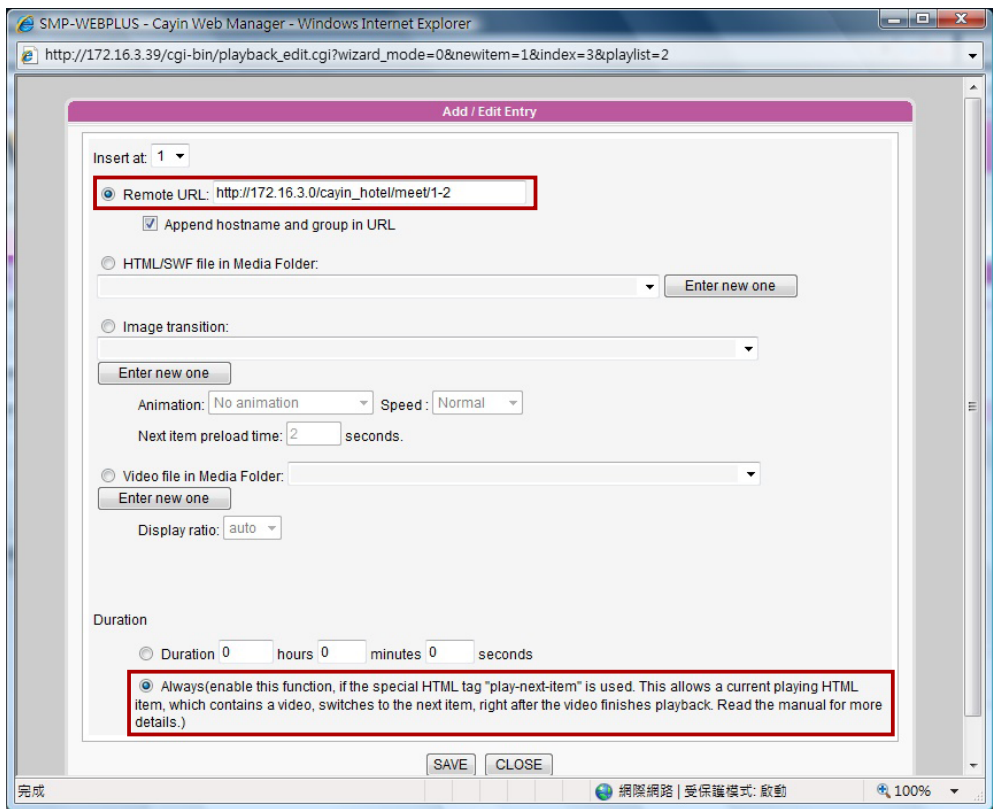 SMP-WEBPLUS - Cayin Web Manager - Windows Internet Explorer
http://172.16.3.39/cgi-bin/playback_edit.cgi?wizard_mode=0&newitem=1&index=3&playlist=2
Add / Edit Entry
Insert at: 1
Remote URL: http://172.16.3.0/cayin_hotel/meet/1-2
Append hostname and group in URL
HTML/SWF file in Media Folder:
Enter new one
Image transition:
Enter new one
Animation: No animation Speed : Normal
Next item preload time: 2 seconds.
Video file in Media Folder:
Enter new one
Display ratio: auto
Duration
Duration 0 hours 0 minutes 0 seconds
Always(enable this function, if the special HTML tag "play-next-item" is used. This allows a current playing HTML
item, which contains a video, switches to the next item, right after the video finishes playback. Read the manual for more
details.)
SAVE CLOSE
完成 網際網路 | 受保護模式: 啟動 100%